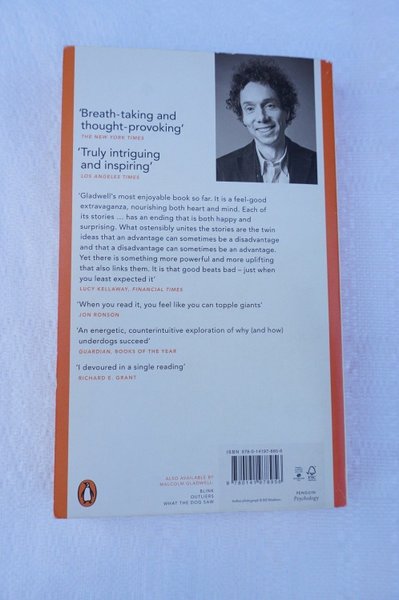 'Breath-taking and
thought-provoking'
THE NEW YORK TIMES
'Truly intriguing
and inspiring'
LOS ANGELES TIMES
'Gladwell's most enjoyable book so far. It is a feel-good
extravaganza, nourishing both heart and mind. Each of
its stories ... has an ending that is both happy and
surprising. What ostensibly unites the stories are the twin
ideas that an advantage can sometimes be a disadvantage
and that a disadvantage can sometimes be an advantage.
Yet there is something more powerful and more uplifting
that also links them. It is that good beats bad – just when
you least expected it'
LUCY KELLAWAY, FINANCIAL TIMES
'When you read it, you feel like you can topple giants'
JON RONSON
'An energetic, counterintuitive exploration of why (and how)
underdogs succeed'
GUARDIAN, BOOKS OF THE YEAR
'I devoured in a single reading'
RICHARD E. GRANT
ALSO AVAILABLE BY
MALCOLM GLADWELL:
BLINK
OUTLIERS
WHAT THE DOG SAW
ISBN
Author photograph
PENGUIN
Psychology